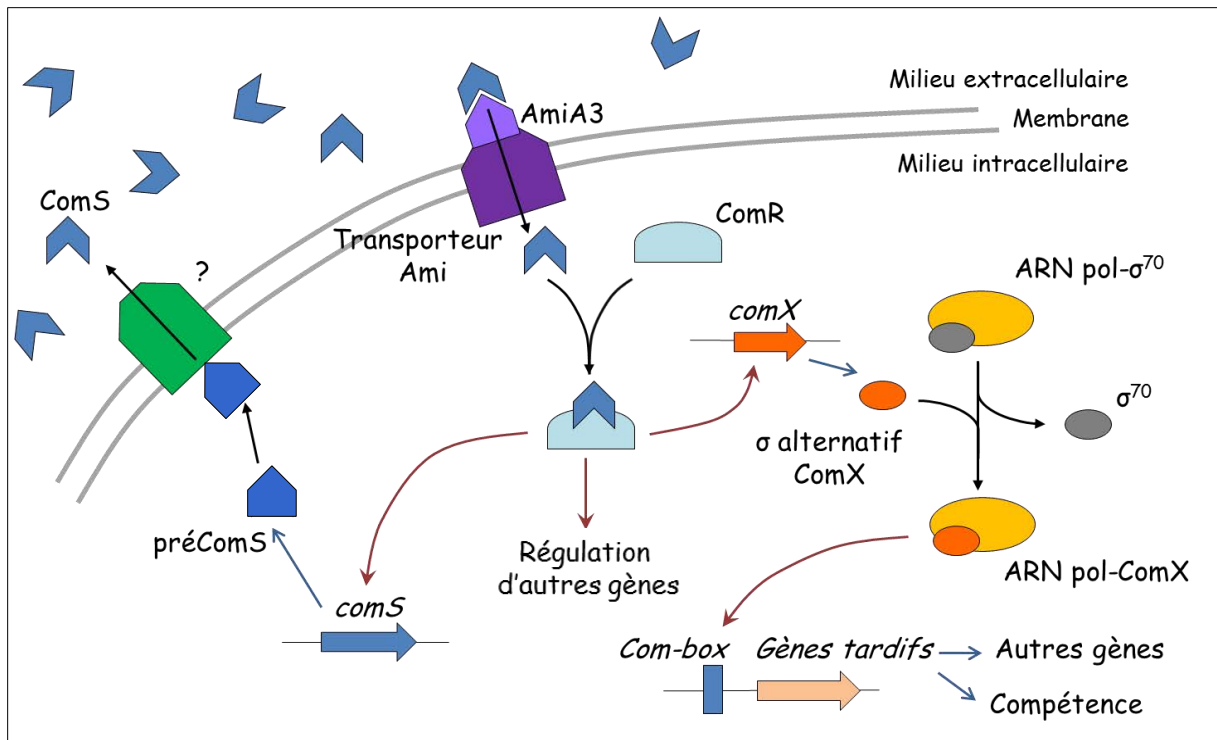 Milieu extracellulaire
Membrane
Milieu intracellulaire
AmiA3
ComS
?
Transporteur
Ami
ComR
ARN pol-σ⁷⁰
comX
σ⁷⁰
σ alternatif
ComX
préComS
Régulation
d'autres gènes
ARN pol-ComX
comS
Com-box
Gènes tardifs
Autres gènes
Compétence